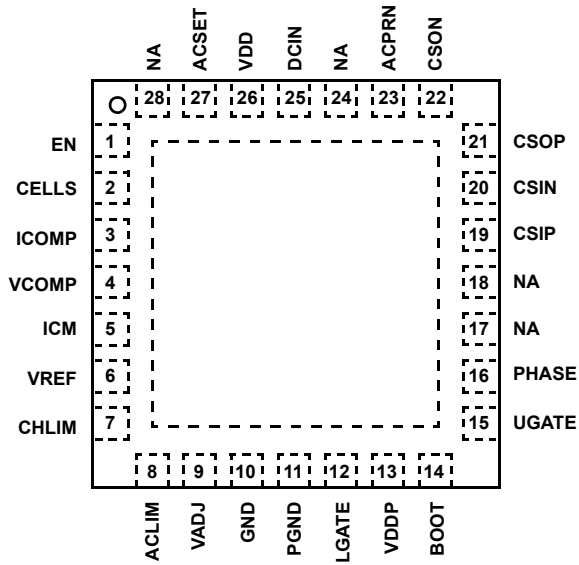 NA ACSET VDD DCIN NA ACPRN CSON
28 27 26 25 24 23 22
EN 1
CELLS 2
ICOMP 3
VCOMP 4
ICM 5
VREF 6
CHLIM 7
21 CSOP
20 CSIN
19 CSIP
18 NA
17 NA
16 PHASE
15 UGATE
8 9 10 11 12 13 14
ACLIM VADJ GND PGND LGATE VDDP BOOT